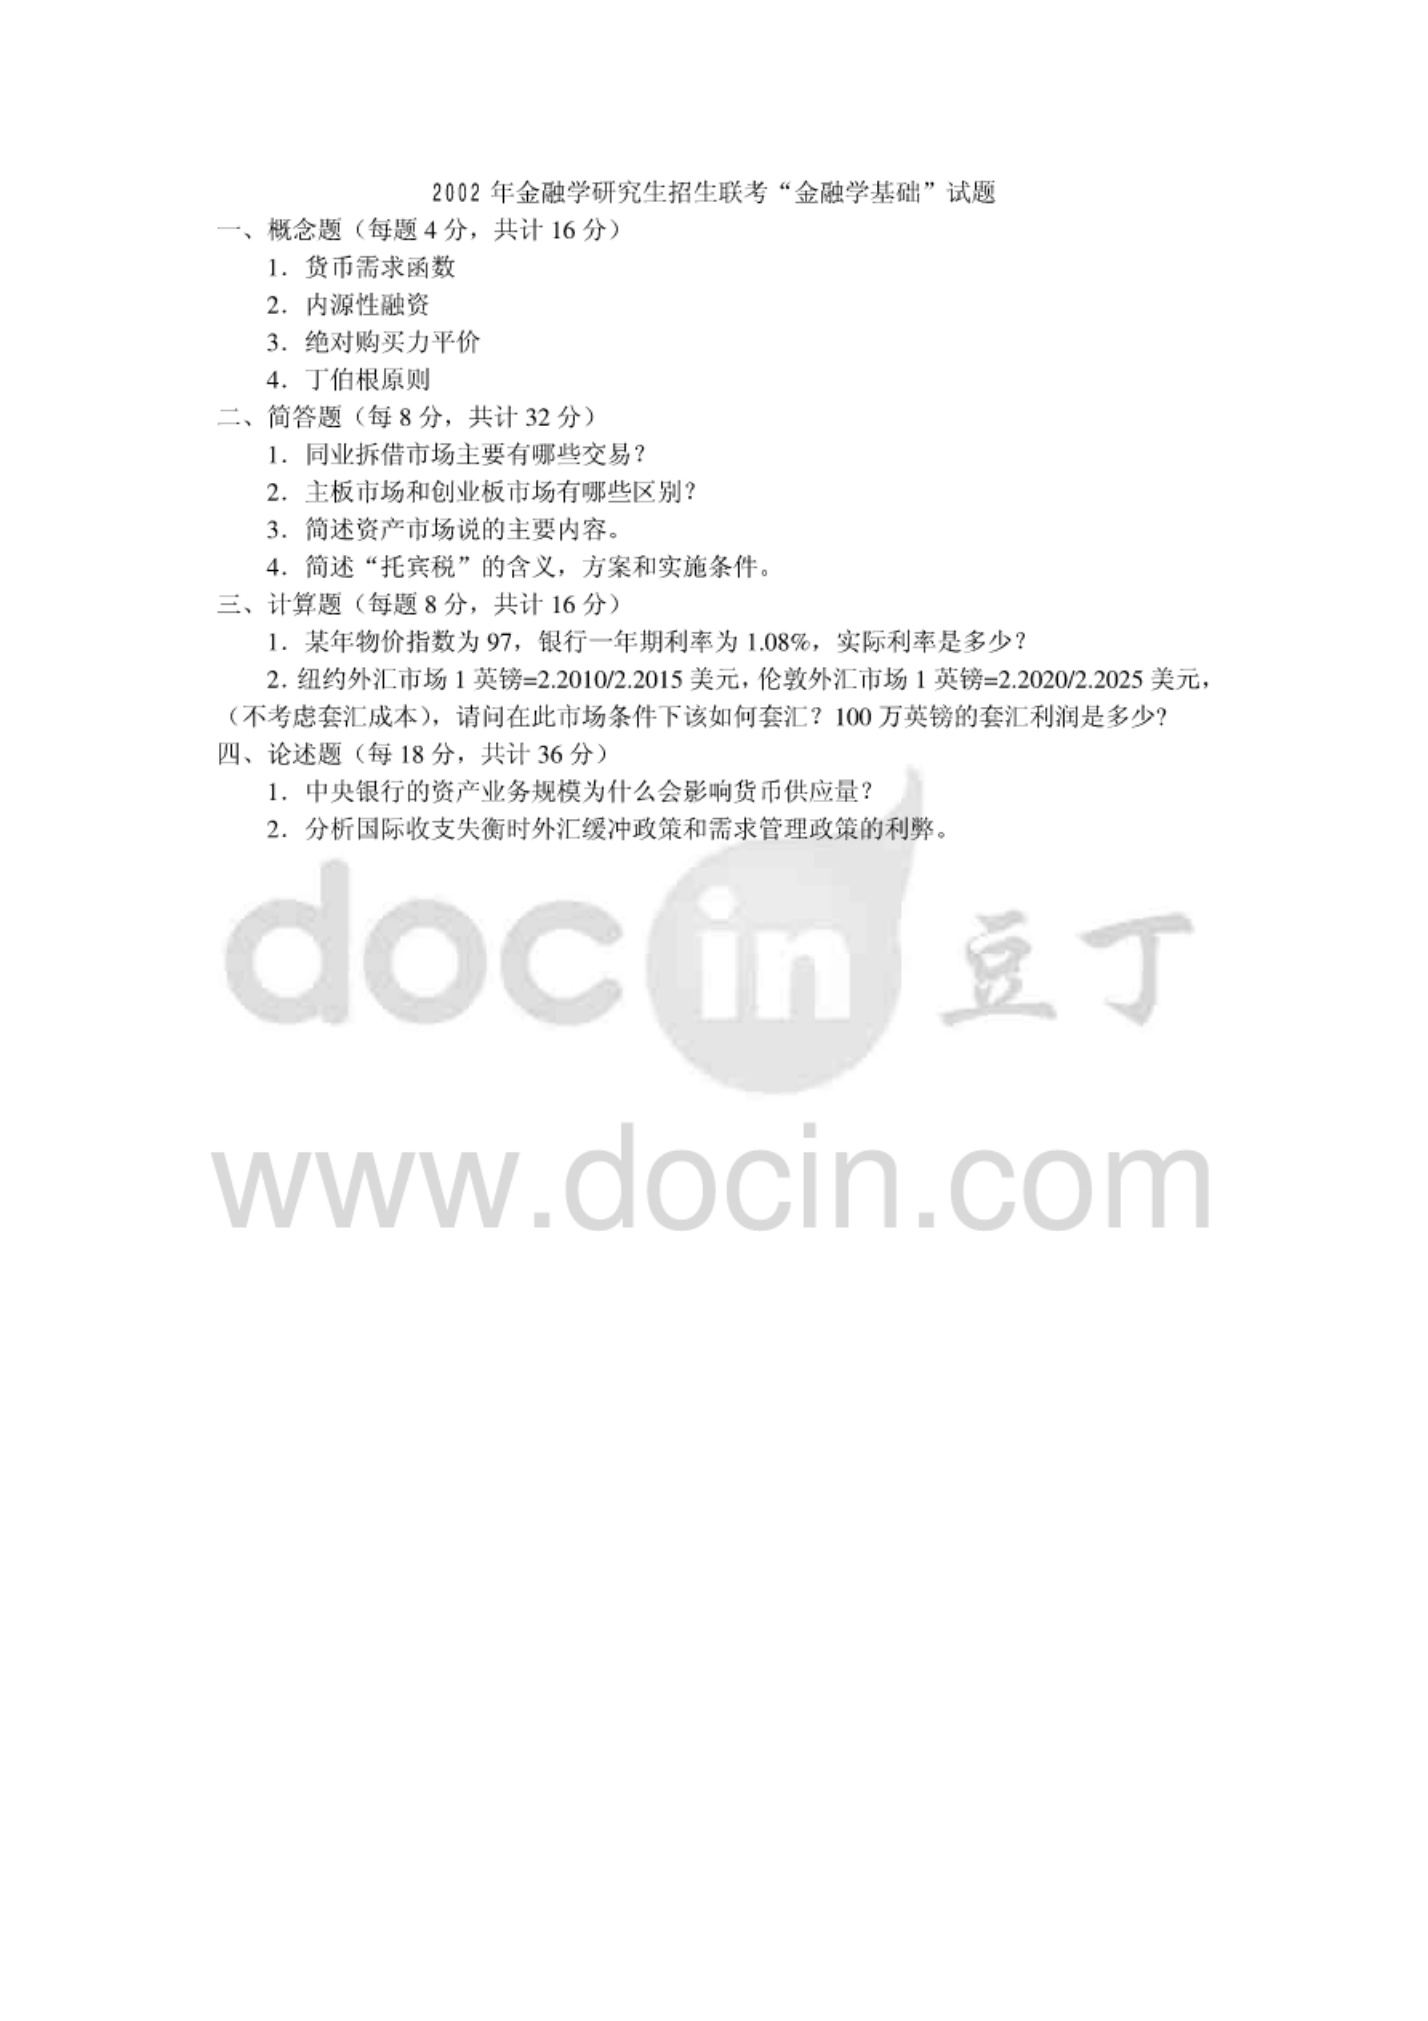 2002 年金融学研究生招生联考“金融学基础”试题
一、概念题（每题 4 分，共计 16 分）
1．货币需求函数
2．内源性融资
3．绝对购买力平价
4．丁伯根原则
二、简答题（每 8 分，共计 32 分）
1．同业拆借市场主要有哪些交易？
2．主板市场和创业板市场有哪些区别？
3．简述资产市场说的主要内容。
4．简述“托宾税”的含义，方案和实施条件。
三、计算题（每题 8 分，共计 16 分）
1．某年物价指数为 97，银行一年期利率为 1.08%，实际利率是多少？
2．纽约外汇市场 1 英镑=2.2010/2.2015 美元，伦敦外汇市场 1 英镑=2.2020/2.2025 美元，
（不考虑套汇成本），请问在此市场条件下该如何套汇？100 万英镑的套汇利润是多少?
四、论述题（每 18 分，共计 36 分）
1．中央银行的资产业务规模为什么会影响货币供应量？
2．分析国际收支失衡时外汇缓冲政策和需求管理政策的利弊。
docin 豆丁
www.docin.com